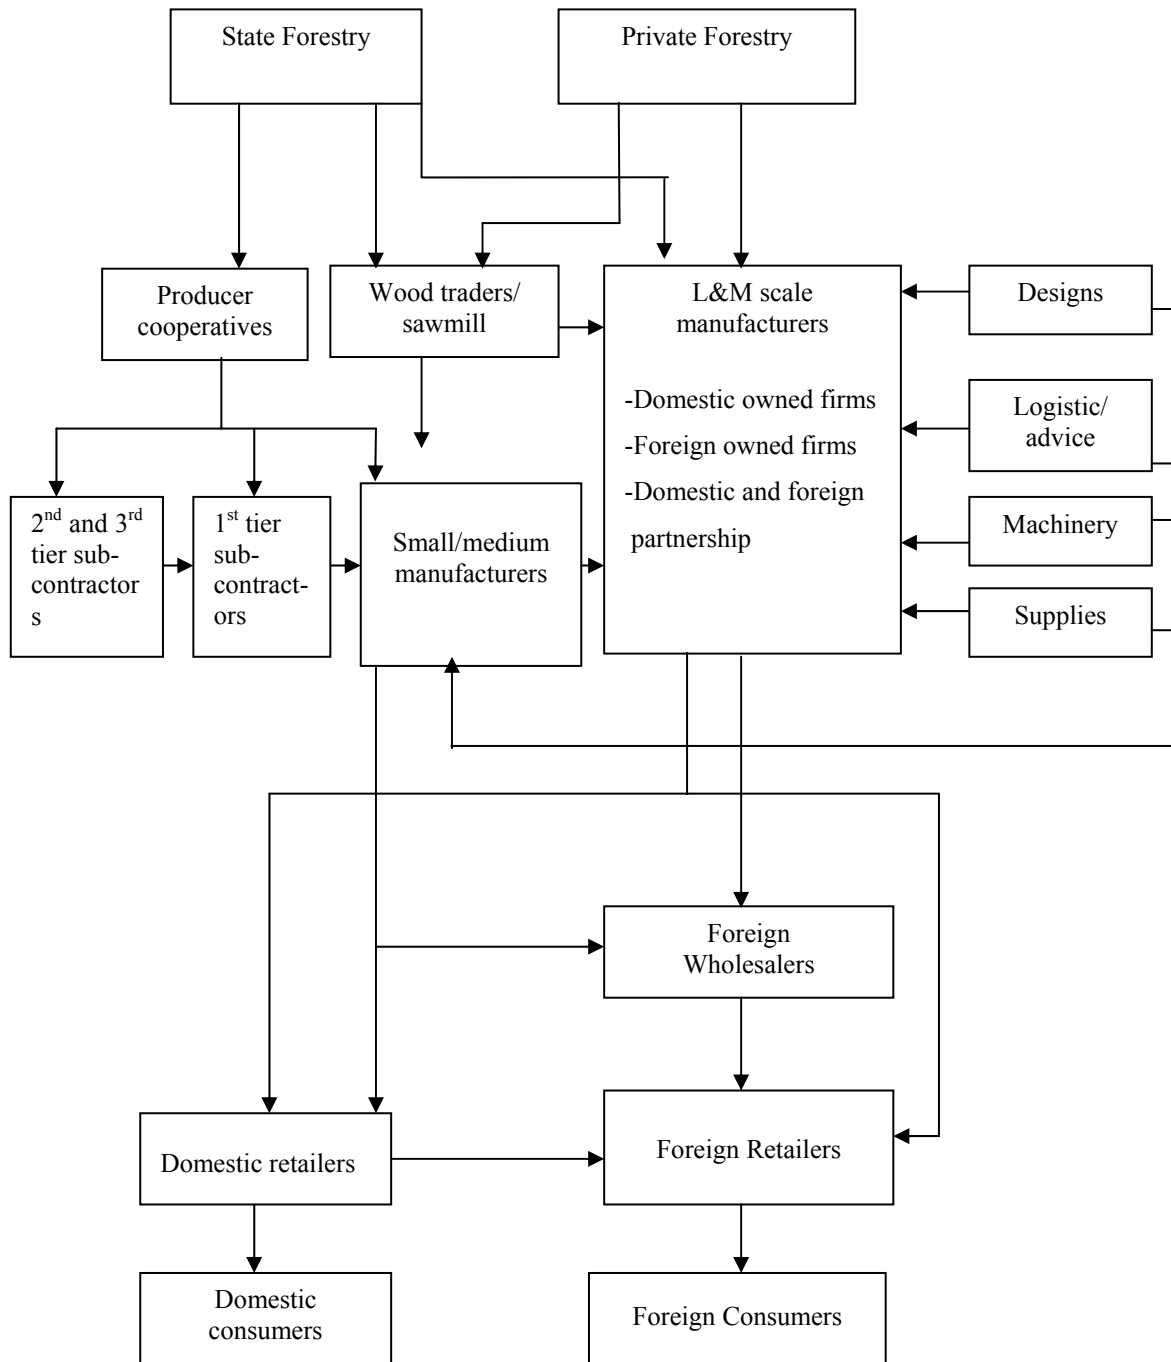 State Forestry
Private Forestry
Producer
cooperatives
Wood traders/
sawmill
L&M scale
manufacturers
-Domestic owned firms
-Foreign owned firms
-Domestic and foreign
partnership
Designs
Logistic/
advice
Machinery
Supplies
2nd and 3rd
tier sub-
contractor
s
1st tier
sub-
contract-
ors
Small/medium
manufacturers
Foreign
Wholesalers
Domestic retailers
Foreign Retailers
Domestic
consumers
Foreign Consumers